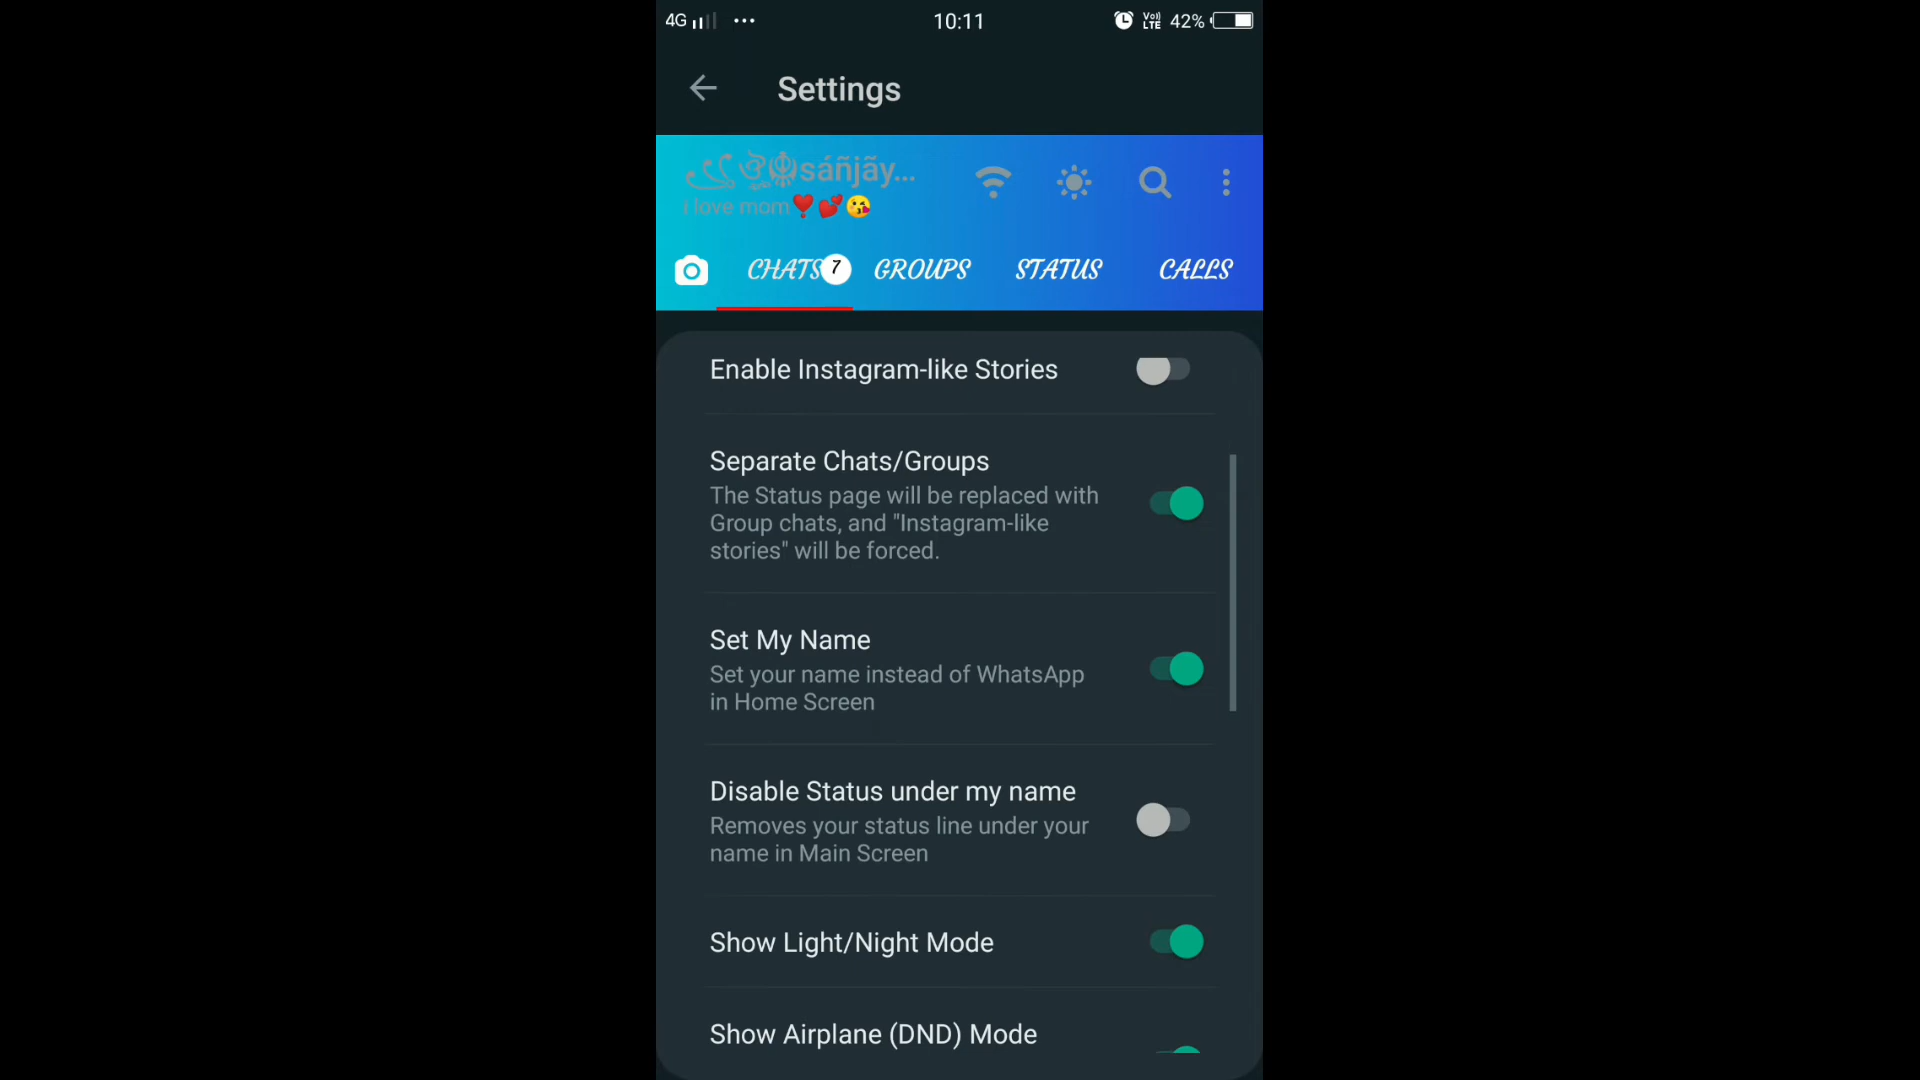 4G 10:11 Vo)) LTE 42%
Settings
sáñjãy...
i love mom❣️💕😘
CHATS 7 GROUPS STATUS CALLS
Enable Instagram-like Stories
Separate Chats/Groups
The Status page will be replaced with
Group chats, and "Instagram-like
stories" will be forced.
Set My Name
Set your name instead of WhatsApp
in Home Screen
Disable Status under my name
Removes your status line under your
name in Main Screen
Show Light/Night Mode
Show Airplane (DND) Mode